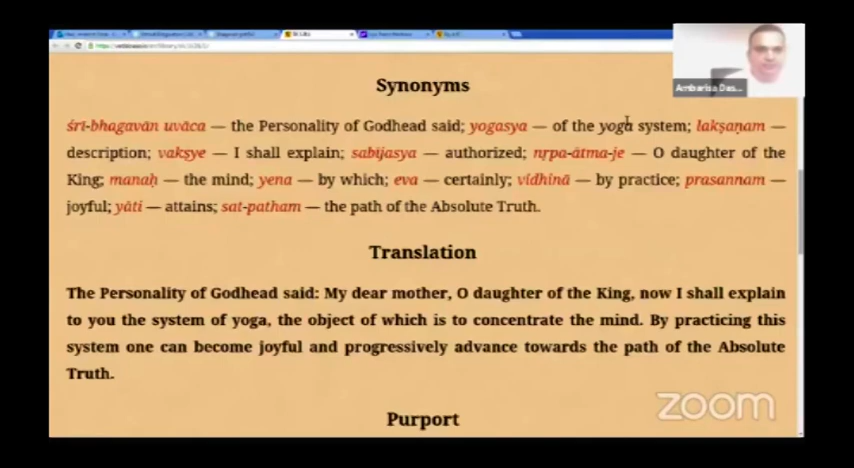 Ambarisa Das...
Synonyms
śrī-bhagavān uvāca — the Personality of Godhead said; yogasya — of the yoga system; lakṣaṇam —
description; vakṣye — I shall explain; sabījasya — authorized; nṛpa-ātma-je — O daughter of the
King; manaḥ — the mind; yena — by which; eva — certainly; vidhinā — by practice; prasannam —
joyful; yāti — attains; sat-patham — the path of the Absolute Truth.
Translation
The Personality of Godhead said: My dear mother, O daughter of the King, now I shall explain
to you the system of yoga, the object of which is to concentrate the mind. By practicing this
system one can become joyful and progressively advance towards the path of the Absolute
Truth.
Purport
zoom